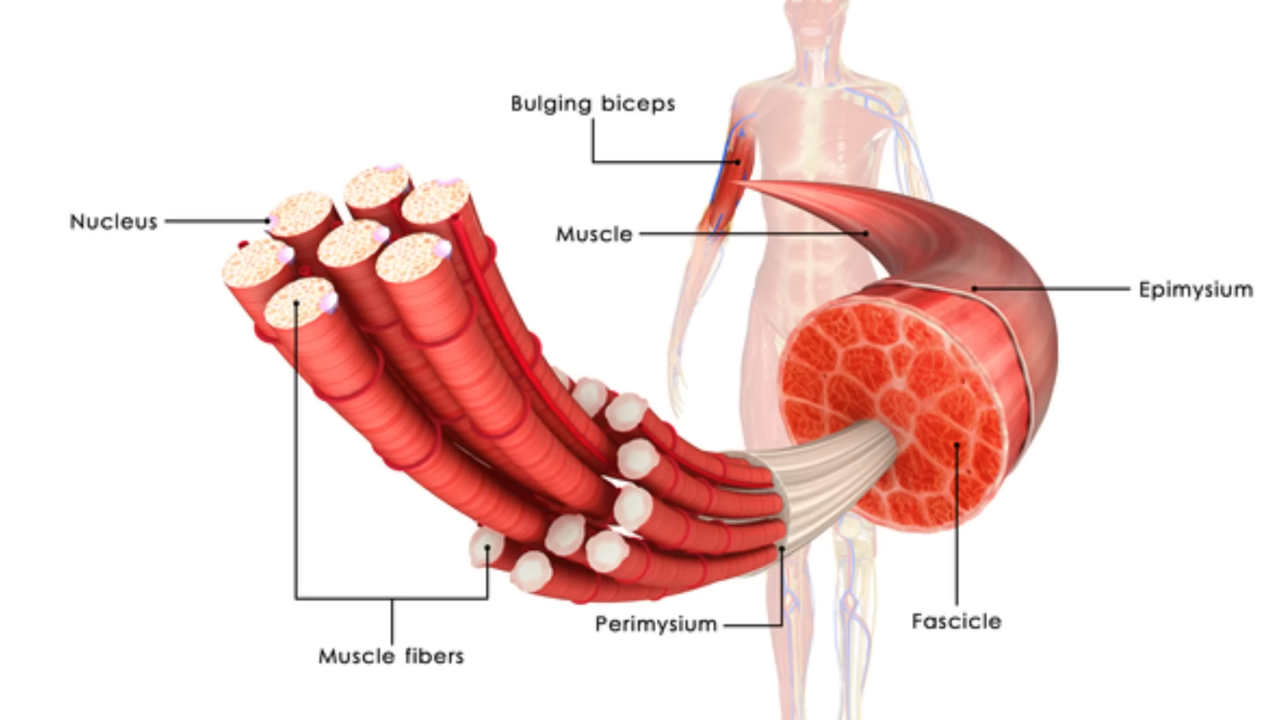 Bulging biceps
Nucleus
Muscle
Epimysium
Perimysium
Fascicle
Muscle fibers